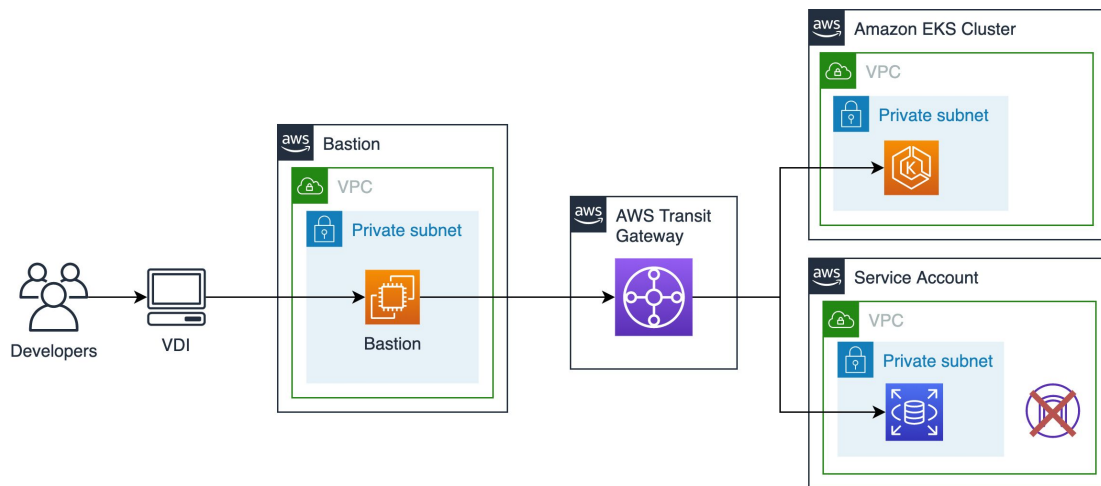 Developers
VDI
aws
Bastion
VPC
Private subnet
Bastion
aws
AWS Transit
Gateway
aws
Amazon EKS Cluster
VPC
Private subnet
K
aws
Service Account
VPC
Private subnet